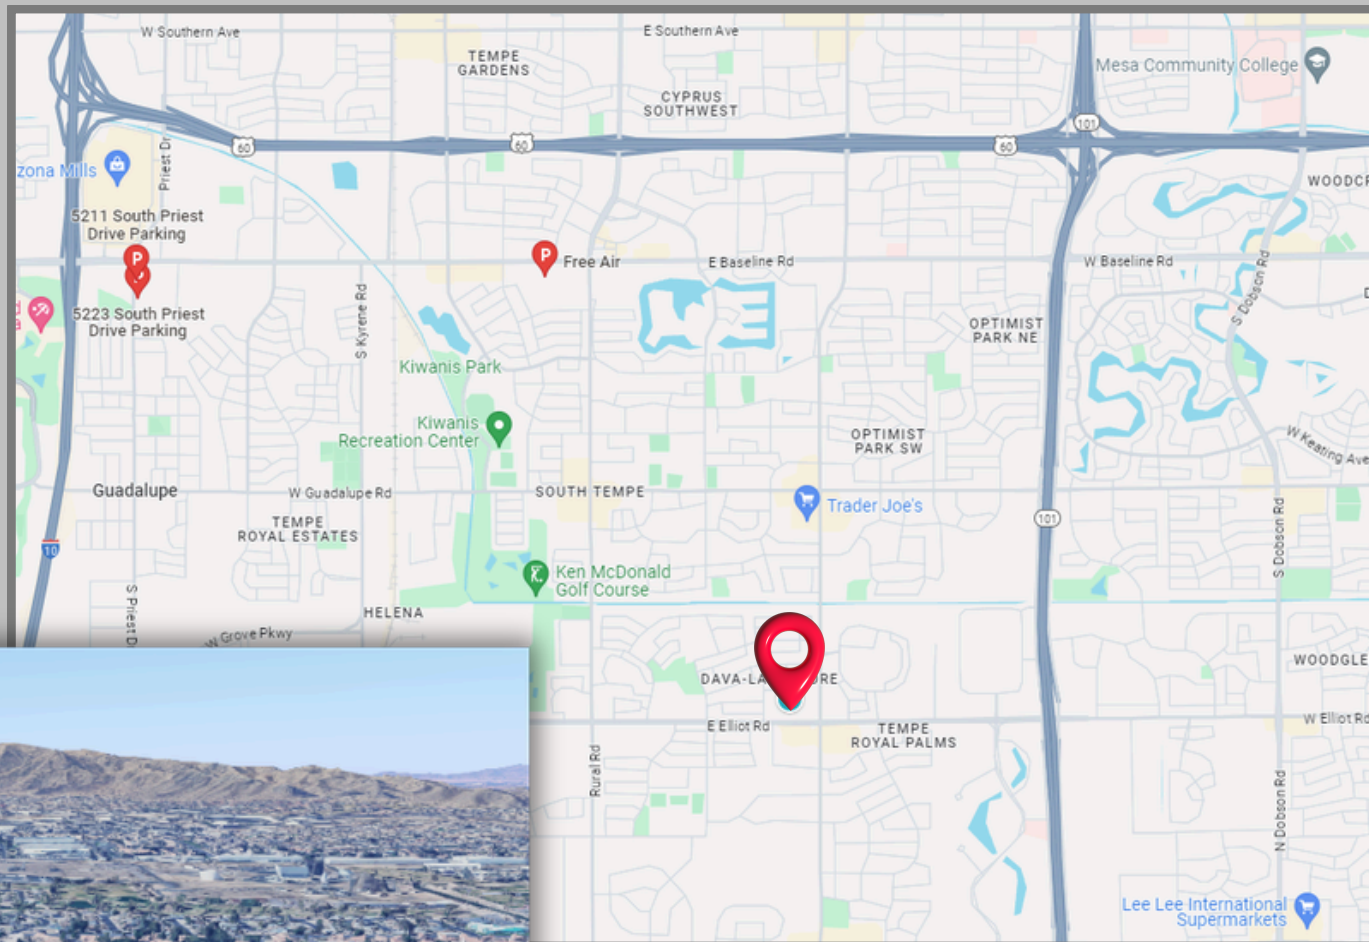 W Southern Ave
E Southern Ave
TEMPE
GARDENS
Mesa Community College
CYPRUS
SOUTHWEST
101
60
60
60
Priest Dr
zona Mills
WOODCR
5211 South Priest
Drive Parking
P
P
Free Air
E Baseline Rd
W Baseline Rd
S Dobson Rd
5223 South Priest
Drive Parking
S Kyrene Rd
OPTIMIST
PARK NE
Kiwanis Park
Kiwanis
Recreation Center
OPTIMIST
PARK SW
W Keating Ave
Guadalupe
W Guadalupe Rd
SOUTH TEMPE
Trader Joe's
TEMPE
ROYAL ESTATES
101
S Dobson Rd
10
Ken McDonald
Golf Course
S Priest D
HELENA
W Grove Pkwy
WOODGLE
DAVA-LA
ORE
E Elliot Rd
W Elliot Rd
TEMPE
ROYAL PALMS
Rural Rd
N Dobson Rd
Lee Lee International
Supermarkets